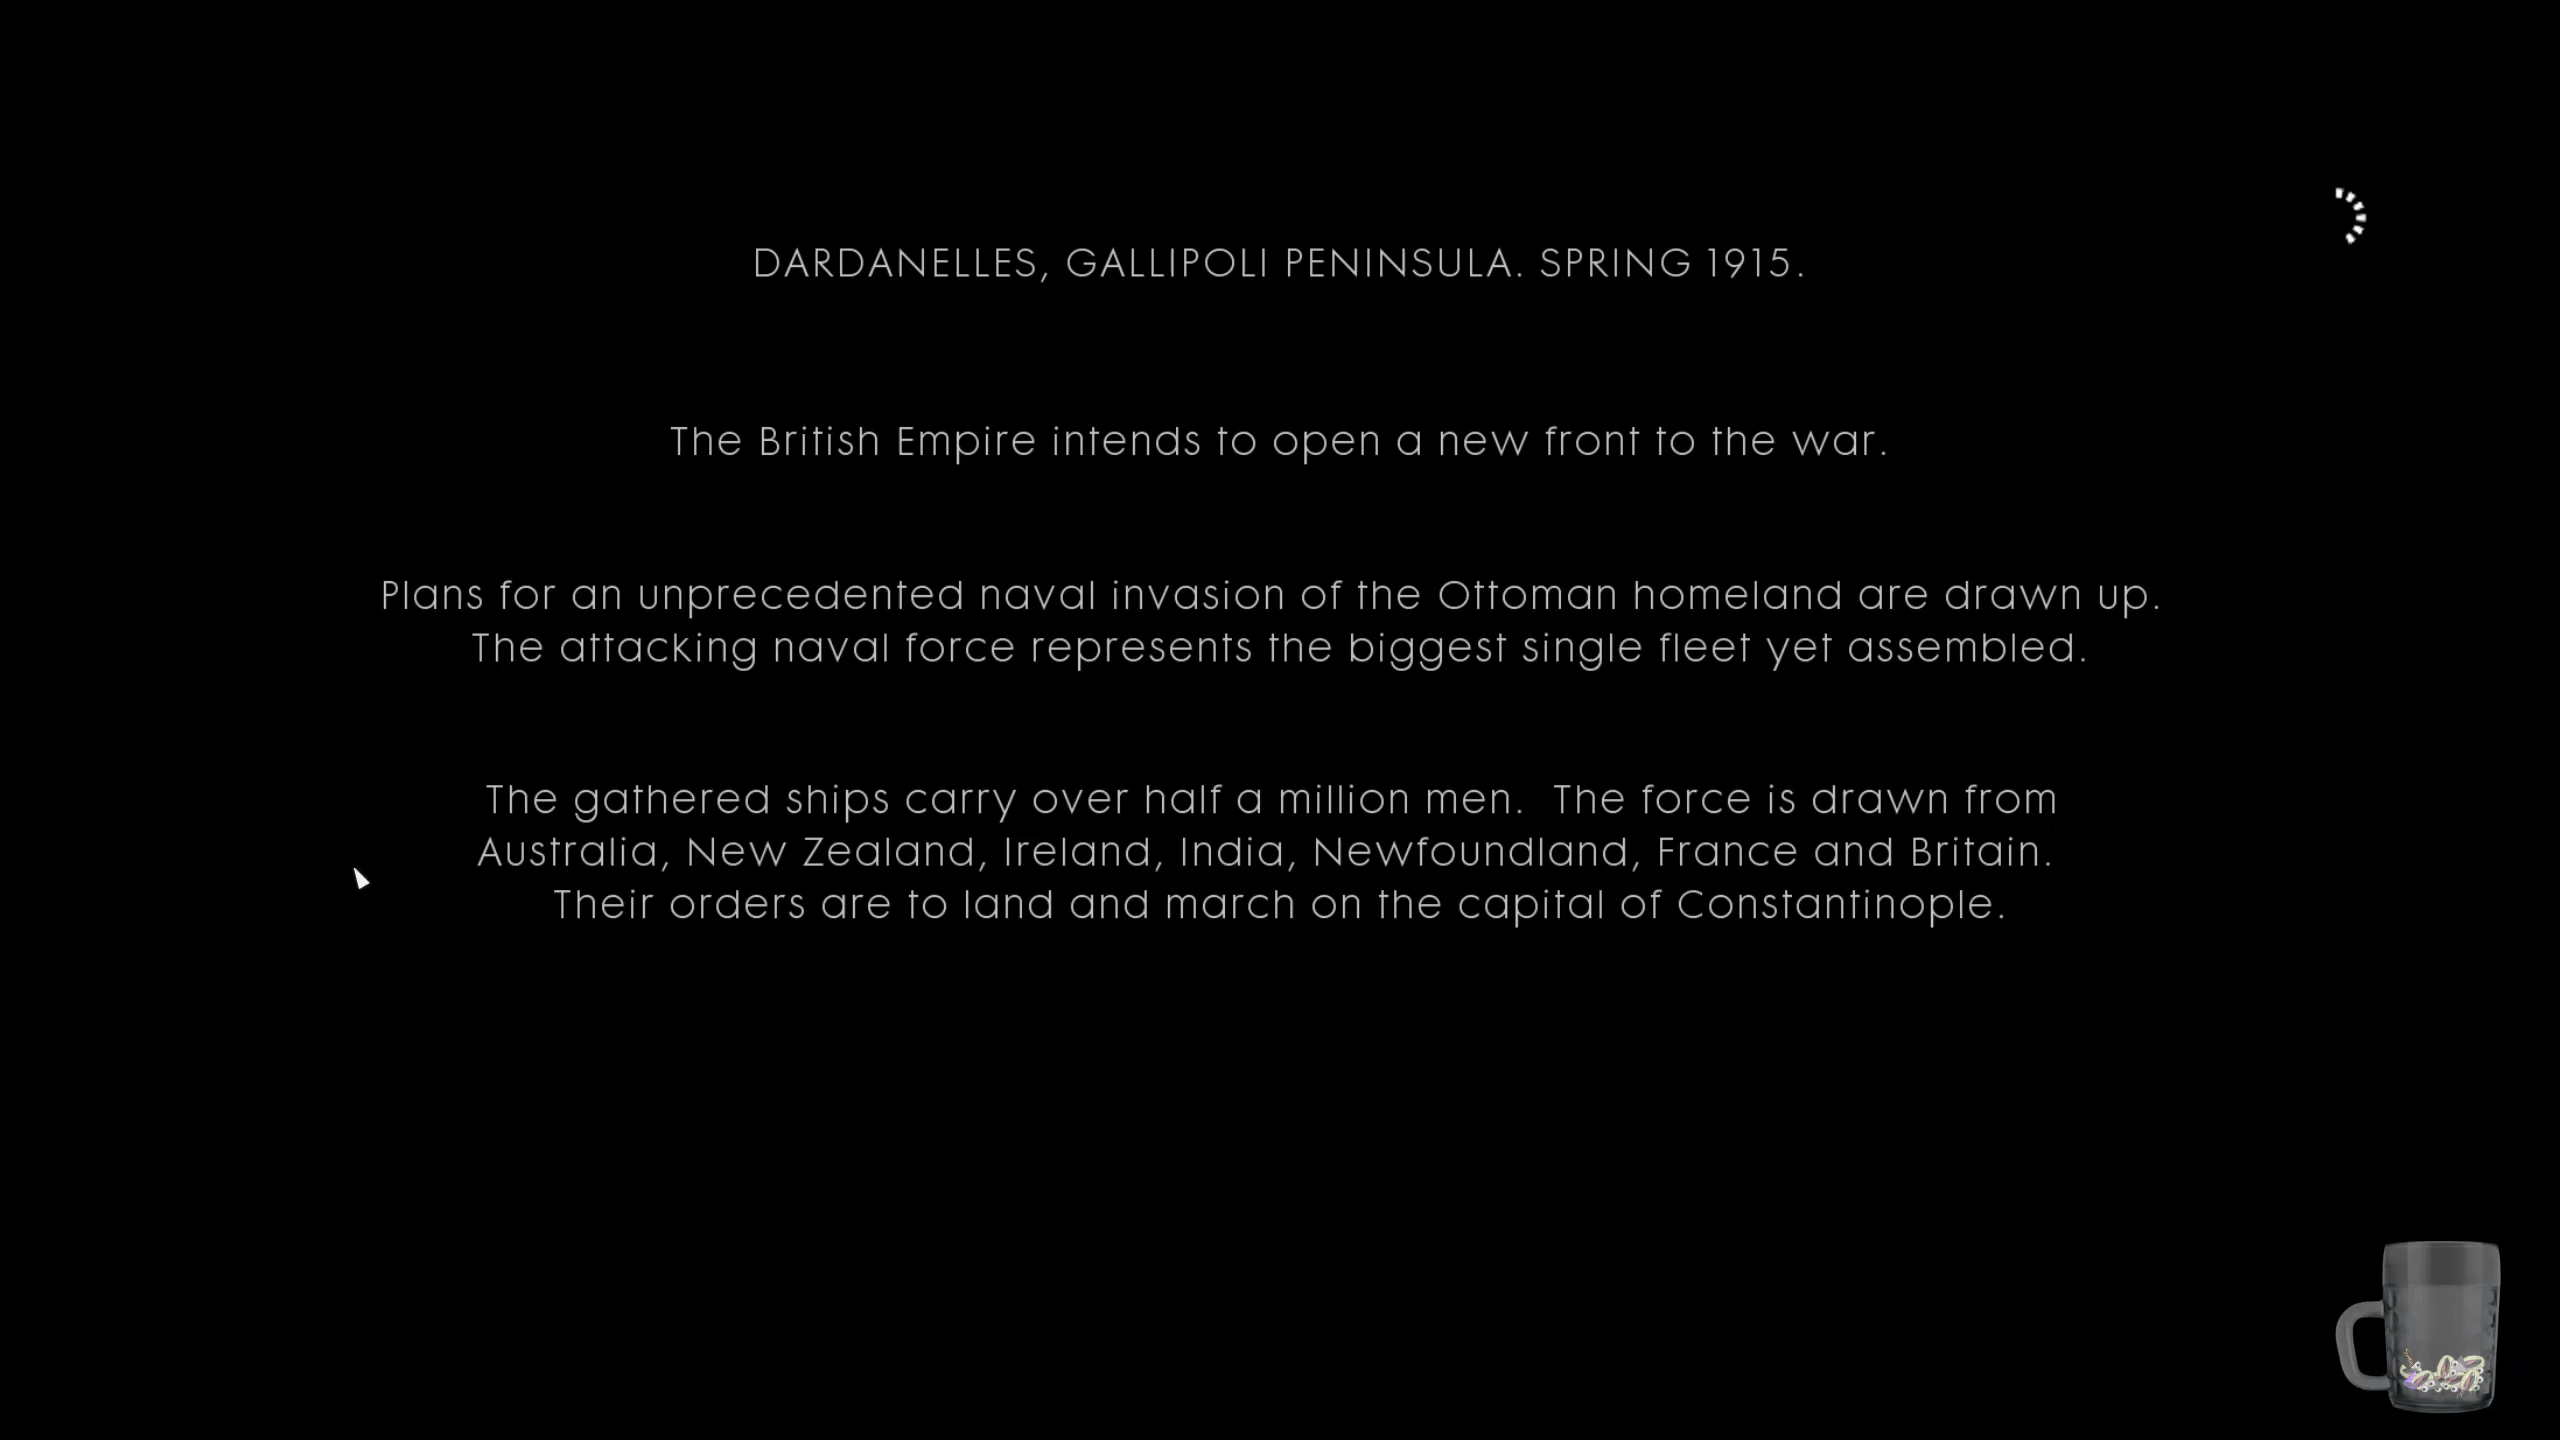 DARDANELLES, GALLIPOLI PENINSULA. SPRING 1915.
The British Empire intends to open a new front to the war.
Plans for an unprecedented naval invasion of the Ottoman homeland are drawn up.
The attacking naval force represents the biggest single fleet yet assembled.
The gathered ships carry over half a million men.  The force is drawn from
Australia, New Zealand, Ireland, India, Newfoundland, France and Britain.
Their orders are to land and march on the capital of Constantinople.